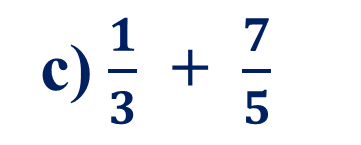 c) 1/3 + 7/5